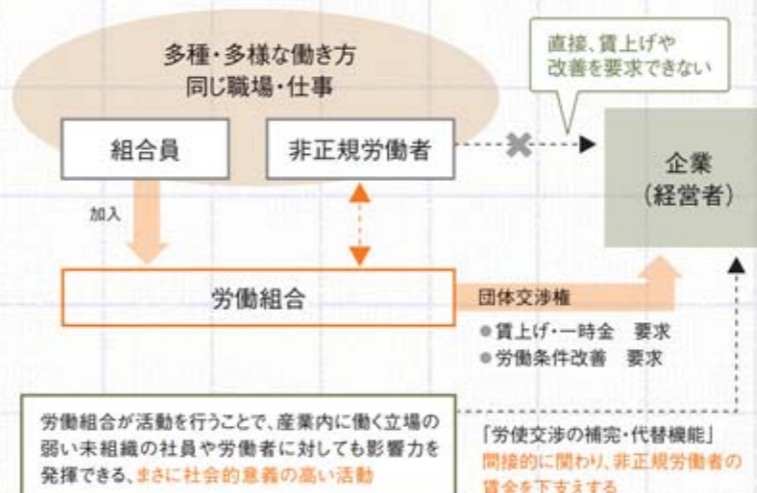 多種・多様な働き方
同じ職場・仕事
直接、賃上げや
改善を要求できない
組合員
非正規労働者
企業
(経営者)
加入
労働組合
団体交渉権
●賃上げ・一時金　要求
●労働条件改善　要求
労働組合が活動を行うことで、産業内に働く立場の
弱い未組織の社員や労働者に対しても影響力を
発揮できる、まさに社会的意義の高い活動
「労使交渉の補完・代替機能」
間接的に関わり、非正規労働者の
賃金を下支えする